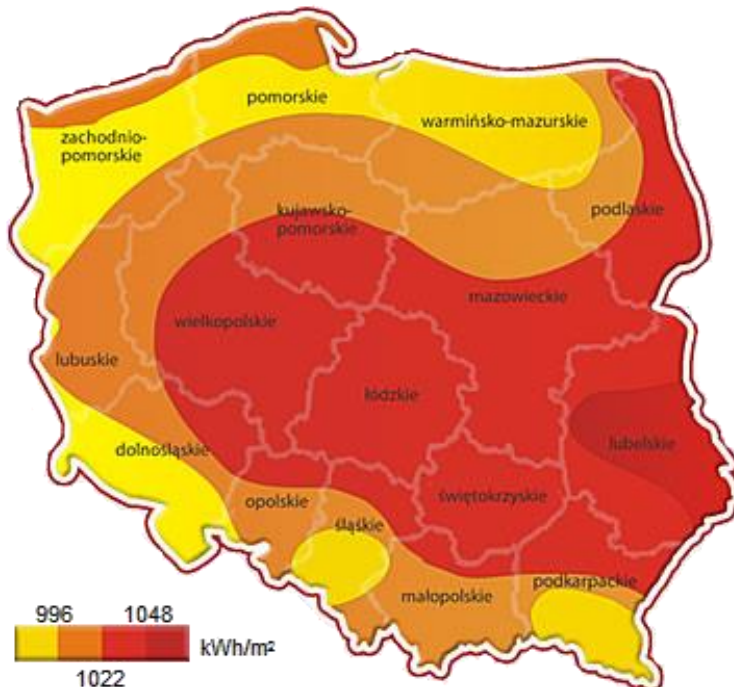 pomorskie
warmińsko-mazurskie
zachodnio-
pomorskie
kujawsko-
pomorskie
podlaskie
mazowieckie
wielkopolskie
lubuskie
łódzkie
lubelskie
dolnośląskie
opolskie
świętokrzyskie
śląskie
podkarpackie
małopolskie
996 1048
kWh/m²
1022